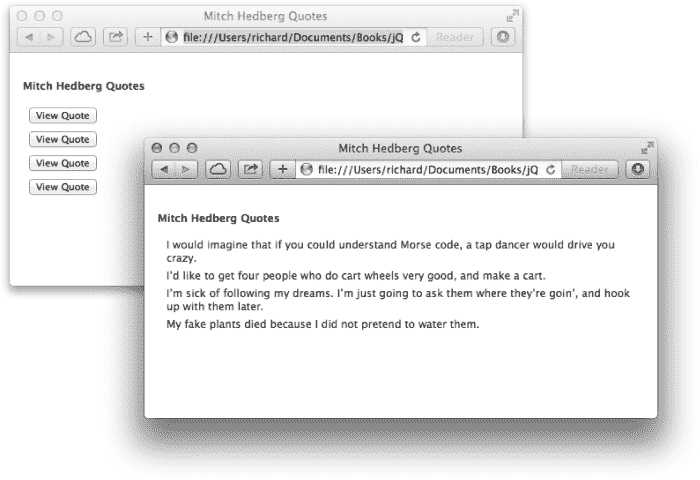 Mitch Hedberg Quotes
file:///Users/richard/Documents/Books/jQ
Reader
Mitch Hedberg Quotes
View Quote
View Quote
View Quote
View Quote
Mitch Hedberg Quotes
file:///Users/richard/Documents/Books/jQ
Reader
Mitch Hedberg Quotes
I would imagine that if you could understand Morse code, a tap dancer would drive you
crazy.
I’d like to get four people who do cart wheels very good, and make a cart.
I’m sick of following my dreams. I’m just going to ask them where they’re goin’, and hook
up with them later.
My fake plants died because I did not pretend to water them.